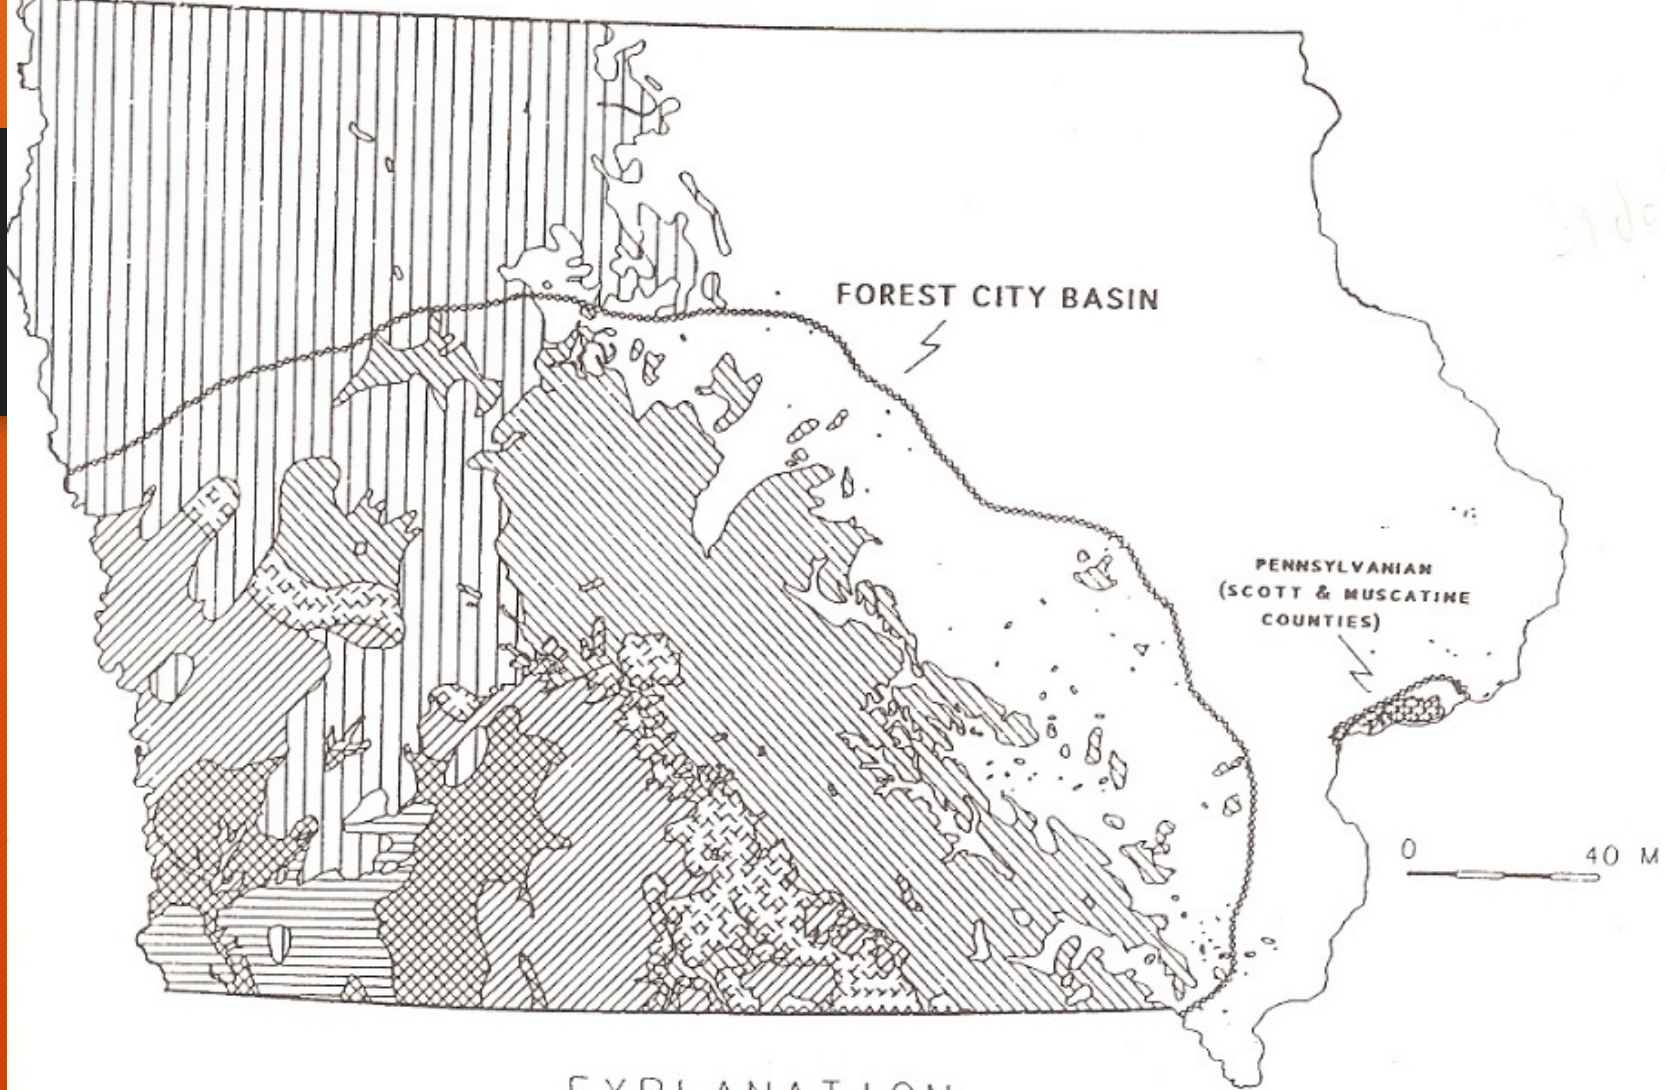 FOREST CITY BASIN
PENNSYLVANIAN
(SCOTT & MUSCATINE
COUNTIES)
0 40 M
EXPLANATION